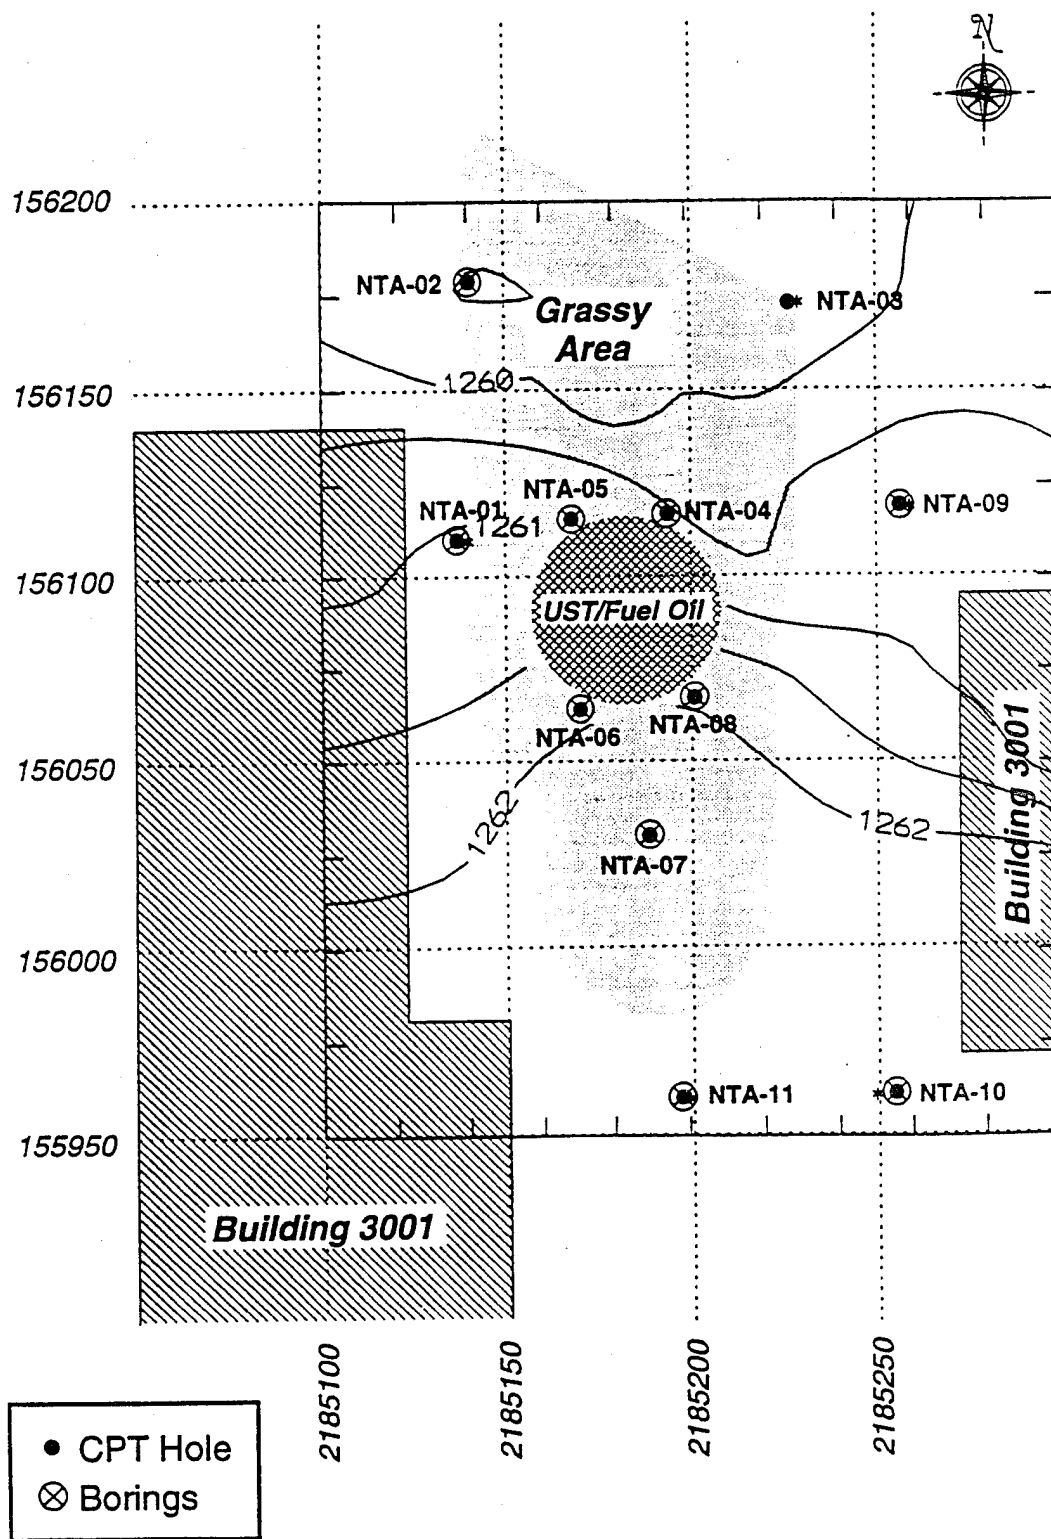 N
156200
NTA-02
NTA-03
Grassy
Area
1260
156150
NTA-05
NTA-01
1261
NTA-04
NTA-09
156100
UST/Fuel Oil
NTA-06
NTA-08
156050
1262
1262
Building 3001
NTA-07
156000
NTA-11
NTA-10
155950
Building 3001
2185100
2185150
2185200
2185250
CPT Hole
Borings